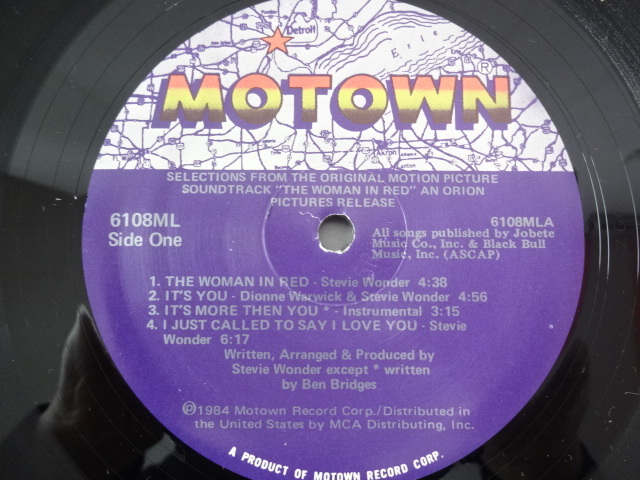 Detroit
Erie
MOTOWN®
Akron
Canton
SELECTIONS FROM THE ORIGINAL MOTION PICTURE
SOUNDTRACK "THE WOMAN IN RED" AN ORION
PICTURES RELEASE
6108ML
Side One
6108MLA
All songs published by Jobete
Music Co., Inc. & Black Bull
Music, Inc. (ASCAP)
1. THE WOMAN IN RED - Stevie Wonder 4:38
2. IT'S YOU - Dionne Warwick & Stevie Wonder 4:56
3. IT'S MORE THEN YOU * - Instrumental 3:15
4. I JUST CALLED TO SAY I LOVE YOU - Stevie
Wonder 6:17
Written, Arranged & Produced by
Stevie Wonder except * written
by Ben Bridges
℗1984 Motown Record Corp./Distributed in
the United States by MCA Distributing, Inc.
A PRODUCT OF MOTOWN RECORD CORP.